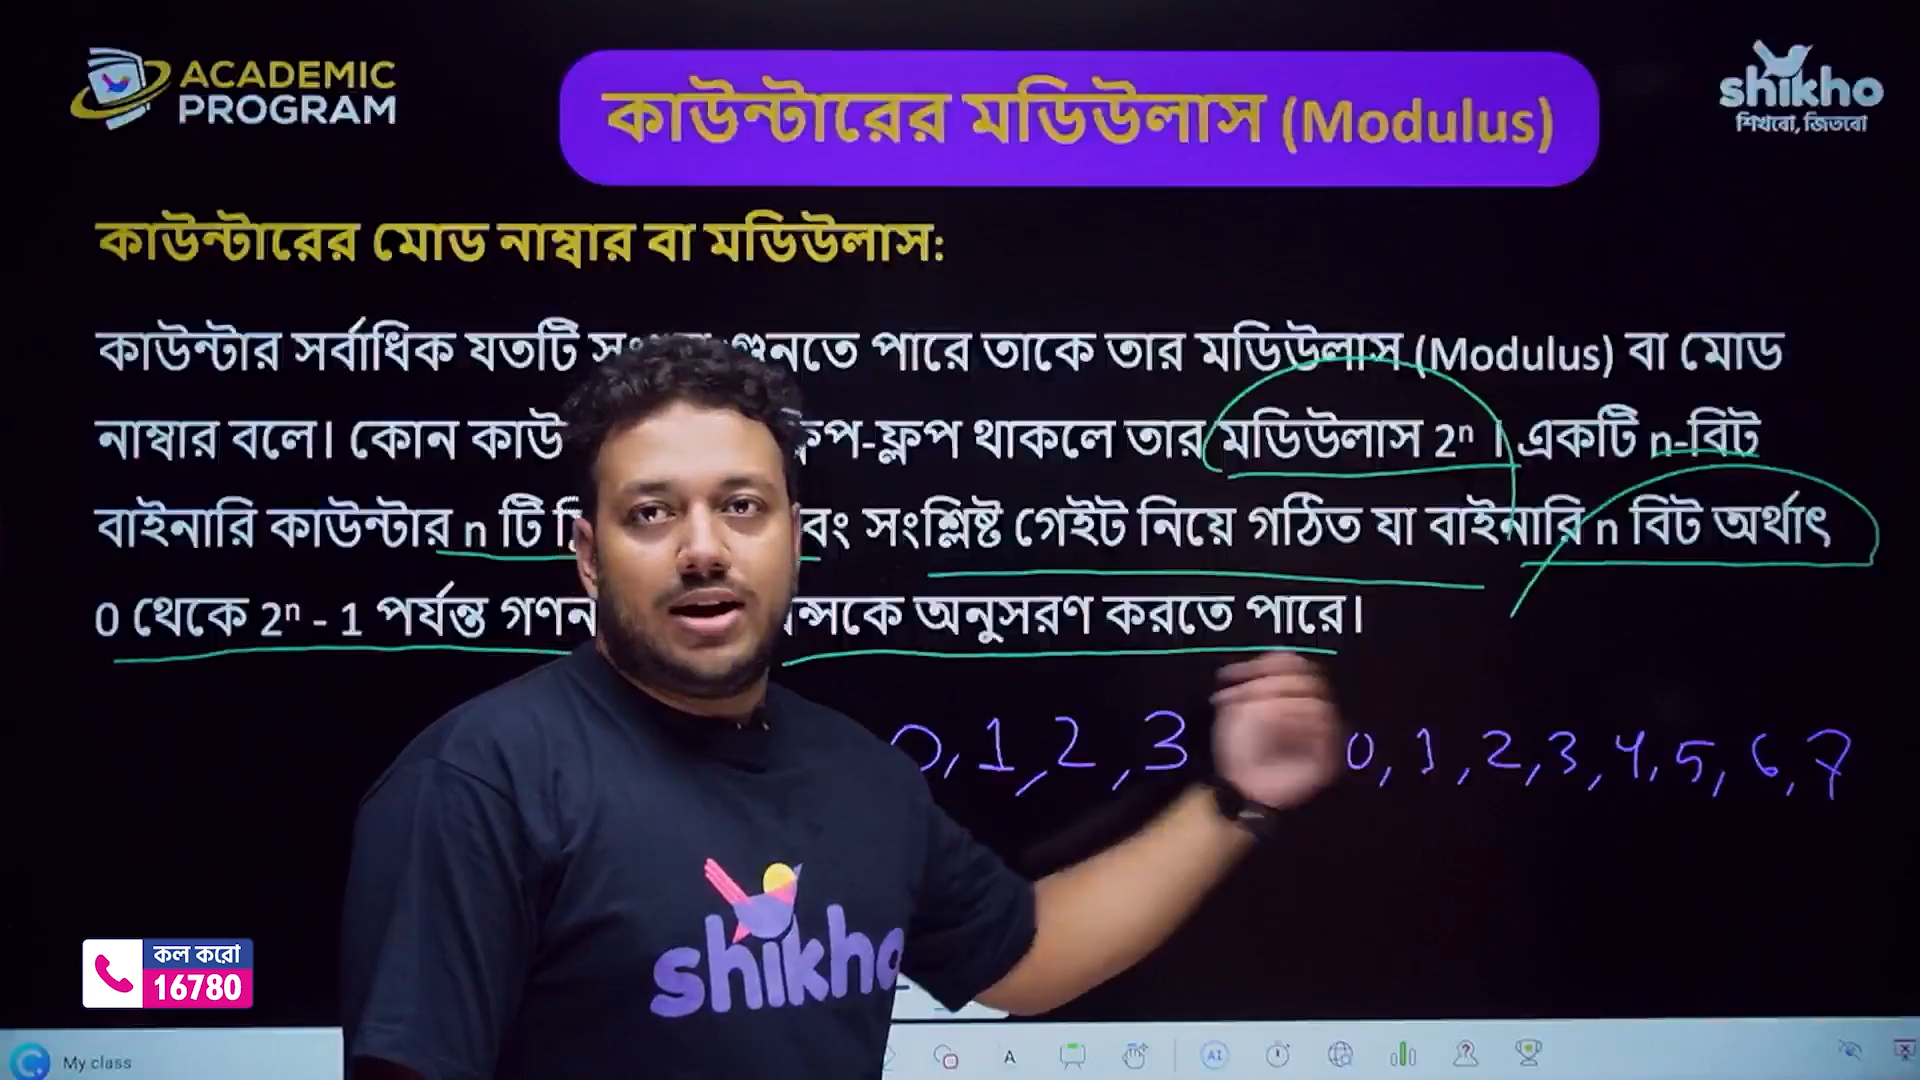 ACADEMIC
PROGRAM
কাউন্টারের মডিউলাস (Modulus)
shikho
শিখবো, জিতবো
কাউন্টারের মোড নাম্বার বা মডিউলাস:
কাউন্টার সর্বাধিক যতটি গুনতে পারে তাকে তার মডিউলাস (Modulus) বা মোড
নাম্বার বলে। কোন কাউ ফ্লিপ-ফ্লপ থাকলে তার মডিউলাস 2ⁿ । একটি n-বিট
বাইনারি কাউন্টার n টি এবং সংশ্লিষ্ট গেইট নিয়ে গঠিত যা বাইনারি n বিট অর্থাৎ
0 থেকে 2ⁿ - 1 পর্যন্ত গণন ন্সকে অনুসরণ করতে পারে।
0, 1, 2, 3 0, 1, 2, 3, 4, 5, 6, 7
shikho
কল করো
16780
My class
A
AI